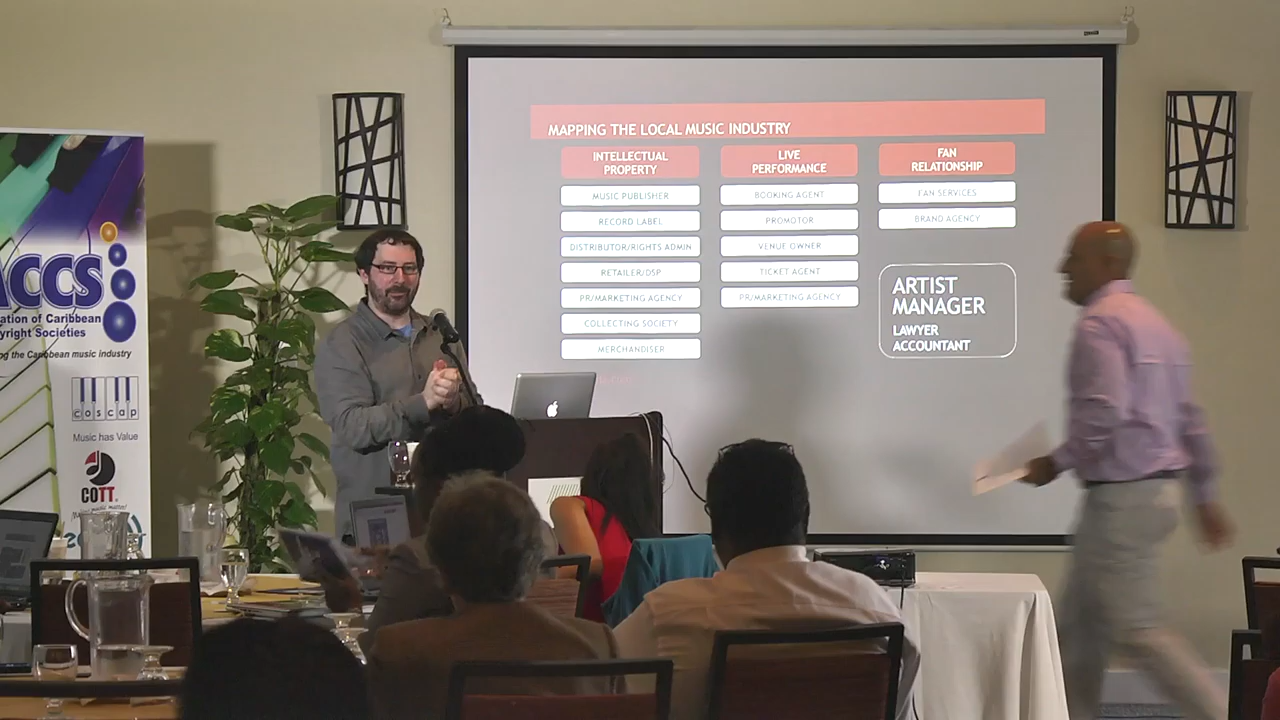 MAPPING THE LOCAL MUSIC INDUSTRY
INTELLECTUAL
PROPERTY
MUSIC PUBLISHER
RECORD LABEL
DISTRIBUTOR/RIGHTS ADMIN
RETAILER/DSP
PR/MARKETING AGENCY
COLLECTING SOCIETY
MERCHANDISER
LIVE
PERFORMANCE
BOOKING AGENT
PROMOTOR
VENUE OWNER
TICKET AGENT
PR/MARKETING AGENCY
FAN
RELATIONSHIP
FAN SERVICES
BRAND AGENCY
ARTIST
MANAGER
LAWYER
ACCOUNTANT
ACCS
ation of Caribbean
yright Societies
ng the Caribbean music industry
coscap
Music has Value
COTT